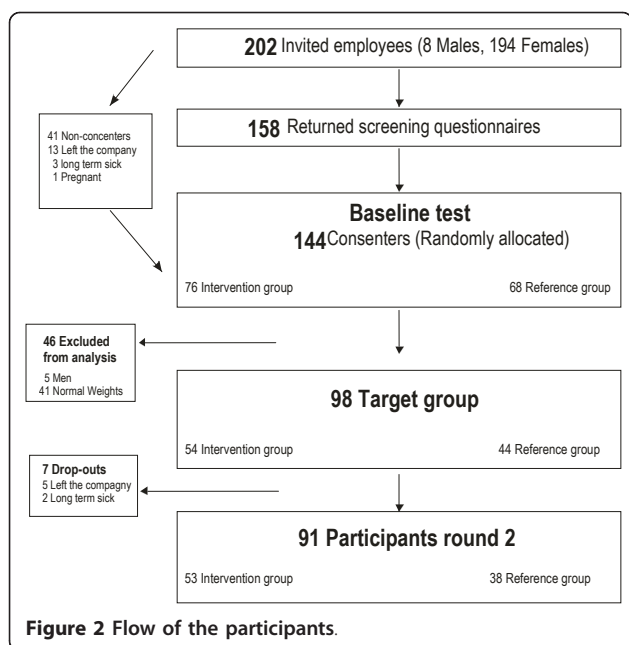 202 Invited employees (8 Males, 194 Females)
158 Returned screening questionnaires
41 Non-concenters
13 Left the company
3 long term sick
1 Pregnant
Baseline test
144 Consenters (Randomly allocated)
76 Intervention group 68 Reference group
46 Excluded
from analysis
5 Men
41 Normal Weights
98 Target group
54 Intervention group 44 Reference group
7 Drop-outs
5 Left the compagny
2 Long term sick
91 Participants round 2
53 Intervention group 38 Reference group
Figure 2 Flow of the participants.